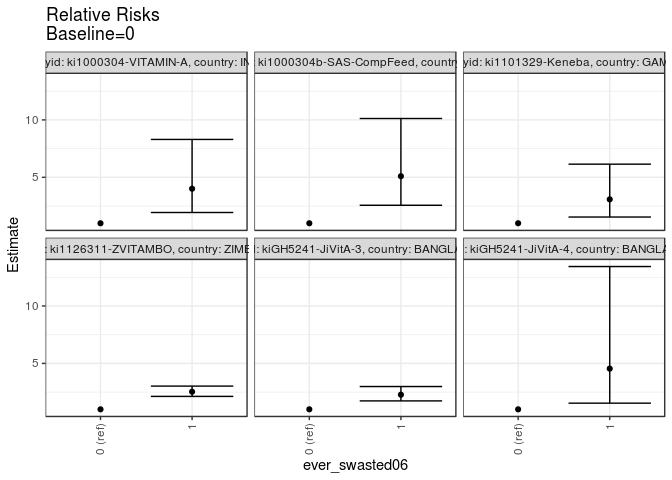 Relative Risks
Baseline=0
yid: ki1000304-VITAMIN-A, country: IN
ki1000304b-SAS-CompFeed, country
yid: ki1101329-Keneba, country: GAM
10
5
: ki1126311-ZVITAMBO, country: ZIMB
: kiGH5241-JiVitA-3, country: BANGLA
: kiGH5241-JiVitA-4, country: BANGLA
10
5
Estimate
0 (ref)
1
0 (ref)
1
0 (ref)
1
ever_swasted06